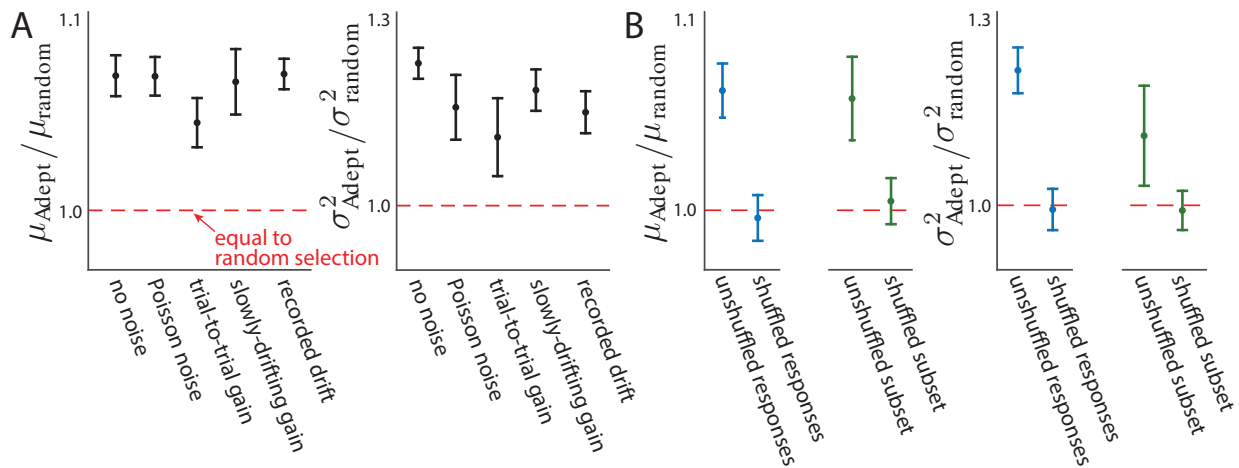 A
μAdept / μrandom
1.1
1.0
equal to
random selection
no noise
Poisson noise
trial-to-trial gain
slowly-drifting gain
recorded drift
σ²Adept / σ²random
1.3
1.0
no noise
Poisson noise
trial-to-trial gain
slowly-drifting gain
recorded drift
B
μAdept / μrandom
1.1
1.0
unshuffled responses
shuffled responses
unshuffled subset
shuffled subset
σ²Adept / σ²random
1.3
1.0
unshuffled responses
shuffled responses
unshuffled subset
shuffled subset